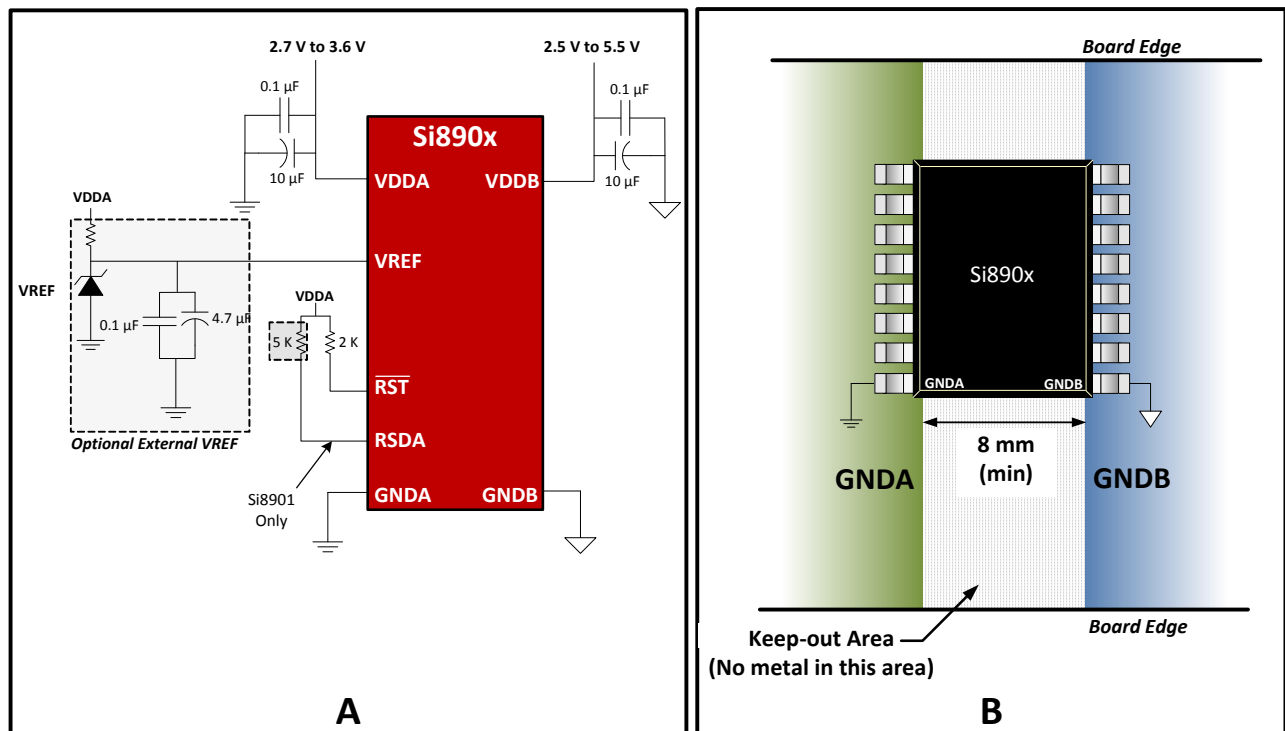 2.7 V to 3.6 V
2.5 V to 5.5 V
0.1 µF
10 µF
0.1 µF
10 µF
Si890x
VDDA
VDDB
VREF
RST
RSDA
GNDA
GNDB
VDDA
VREF
0.1 µF
4.7 µF
Optional External VREF
VDDA
5 K
2 K
Si8901
Only
A
Board Edge
Si890x
GNDA
GNDB
8 mm
(min)
GNDA
GNDB
Keep-out Area
(No metal in this area)
Board Edge
B